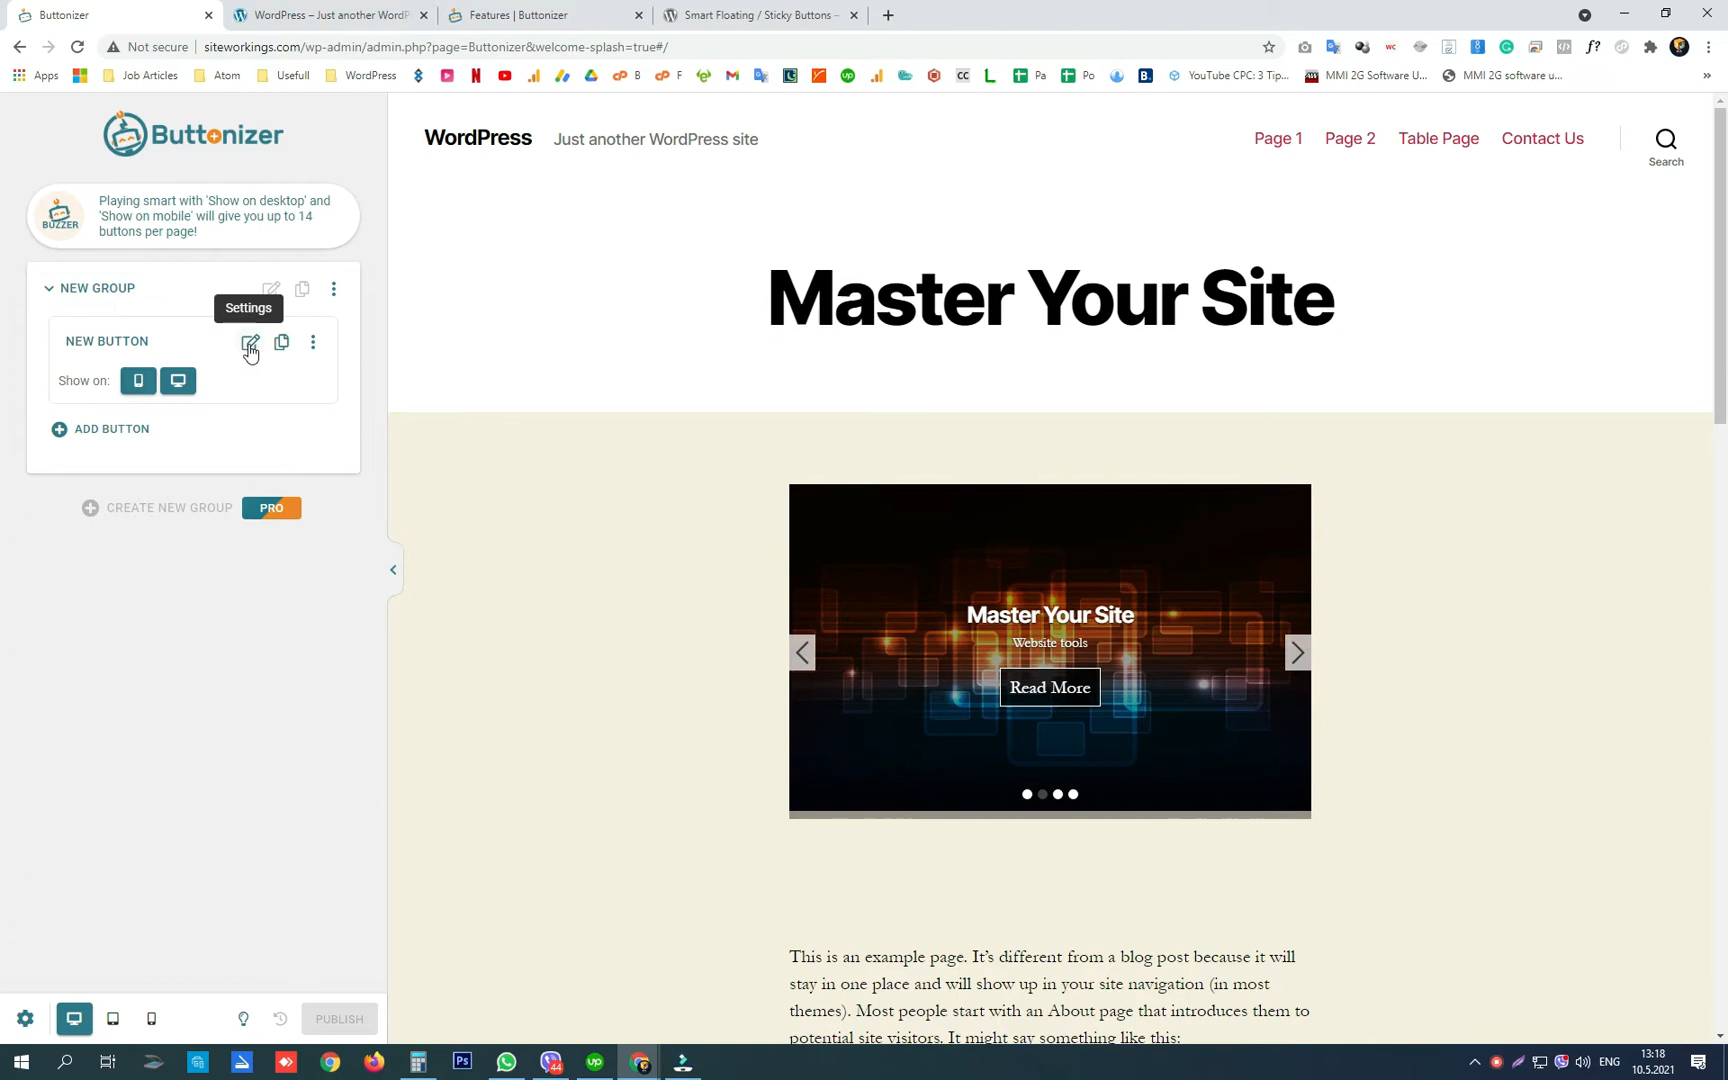 Buttonizer
WordPress – Just another WordP
Features | Buttonizer
Smart Floating / Sticky Buttons –
Not secure
siteworkings.com/wp-admin/admin.php?page=Buttonizer&welcome-splash=true#/
Apps
Job Articles
Atom
Usefull
WordPress
B
F
CC
Pa
Po
YouTube CPC: 3 Tip...
MMI 2G Software U...
MMI 2G software u...
Buttonizer
BUZZER
Playing smart with 'Show on desktop' and
'Show on mobile' will give you up to 14
buttons per page!
NEW GROUP
Settings
NEW BUTTON
Show on:
ADD BUTTON
CREATE NEW GROUP
PRO
PUBLISH
WordPress
Just another WordPress site
Page 1
Page 2
Table Page
Contact Us
Search
Master Your Site
Master Your Site
Website tools
Read More
This is an example page. It’s different from a blog post because it will
stay in one place and will show up in your site navigation (in most
themes). Most people start with an About page that introduces them to
potential site visitors. It might say something like this:
Ps
44
up
ENG
13:18
10.5.2021